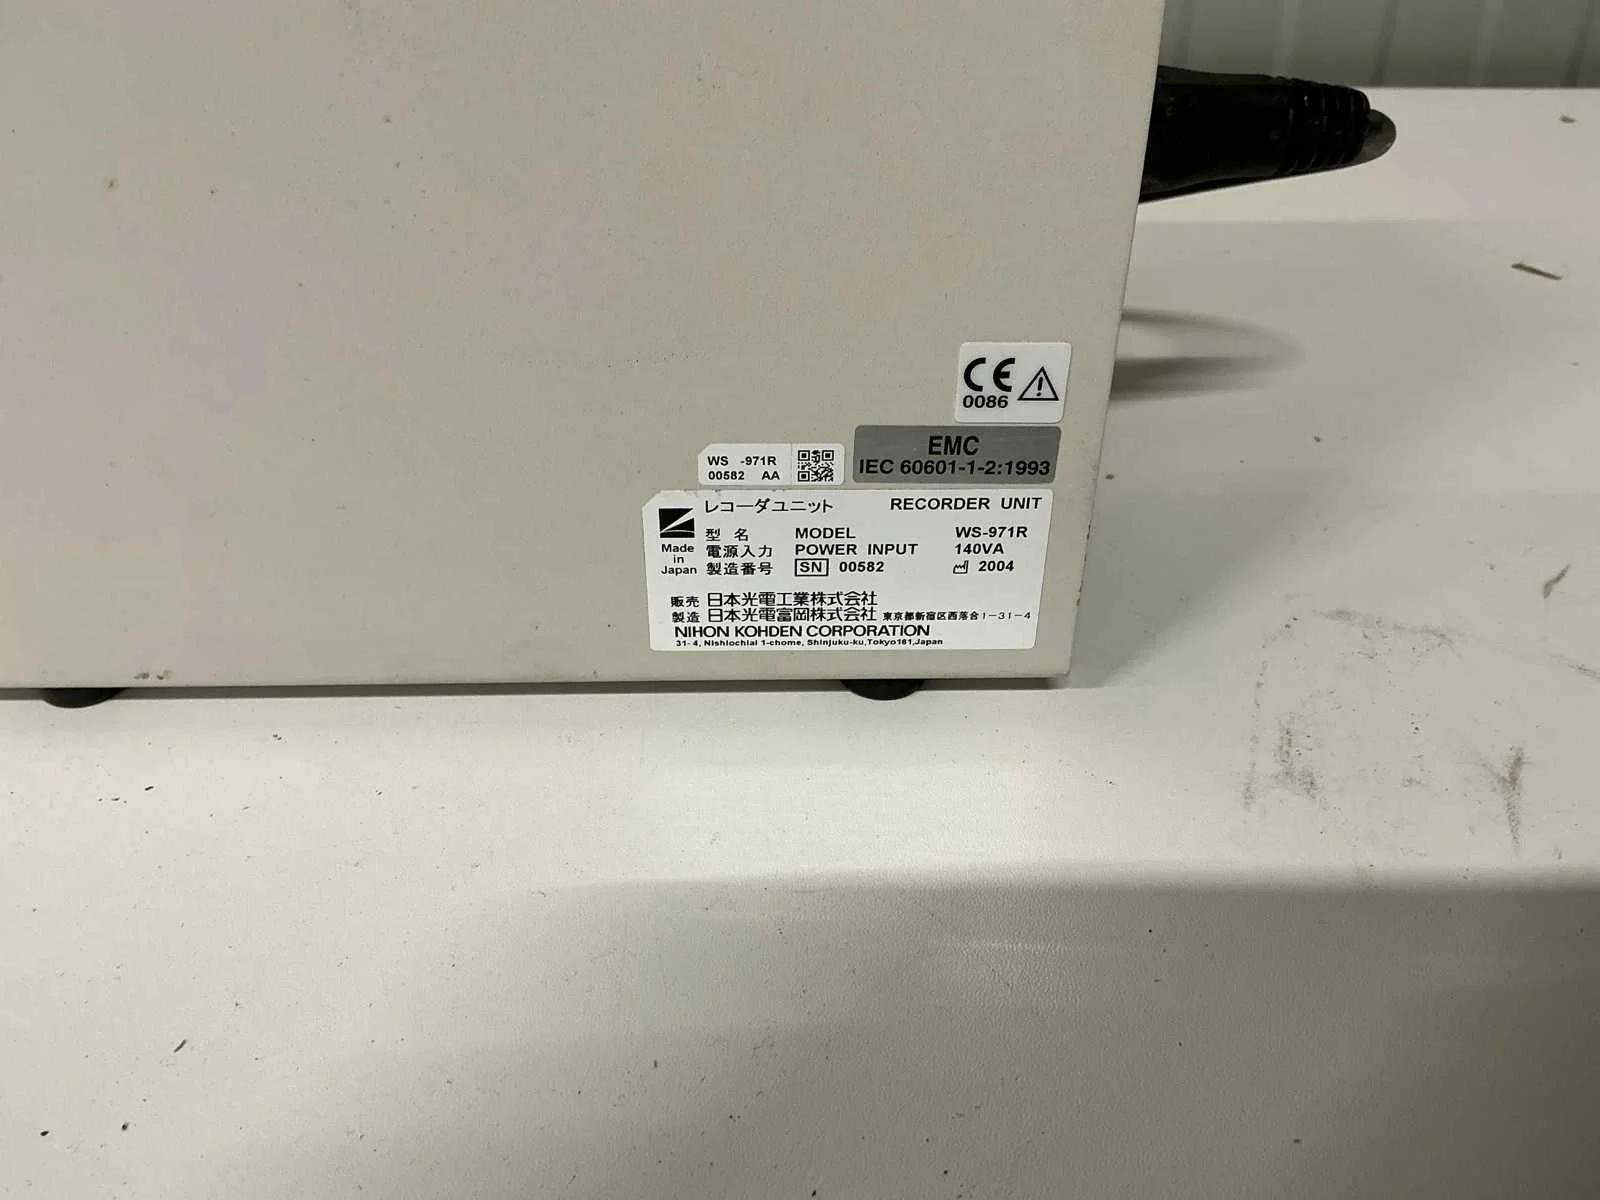 CE
0086
EMC
IEC 60601-1-2:1993
WS -971R
00582 AA
レコーダユニット RECORDER UNIT
型名 MODEL WS-971R
電源入力 POWER INPUT 140VA
製造番号 SN 00582 2004
Made
in
Japan
販売 日本光電工業株式会社
製造 日本光電富岡株式会社 東京都新宿区西落合1-31-4
NIHON KOHDEN CORPORATION
31-4, Nishiochiai 1-chome, Shinjuku-ku,Tokyo161,Japan